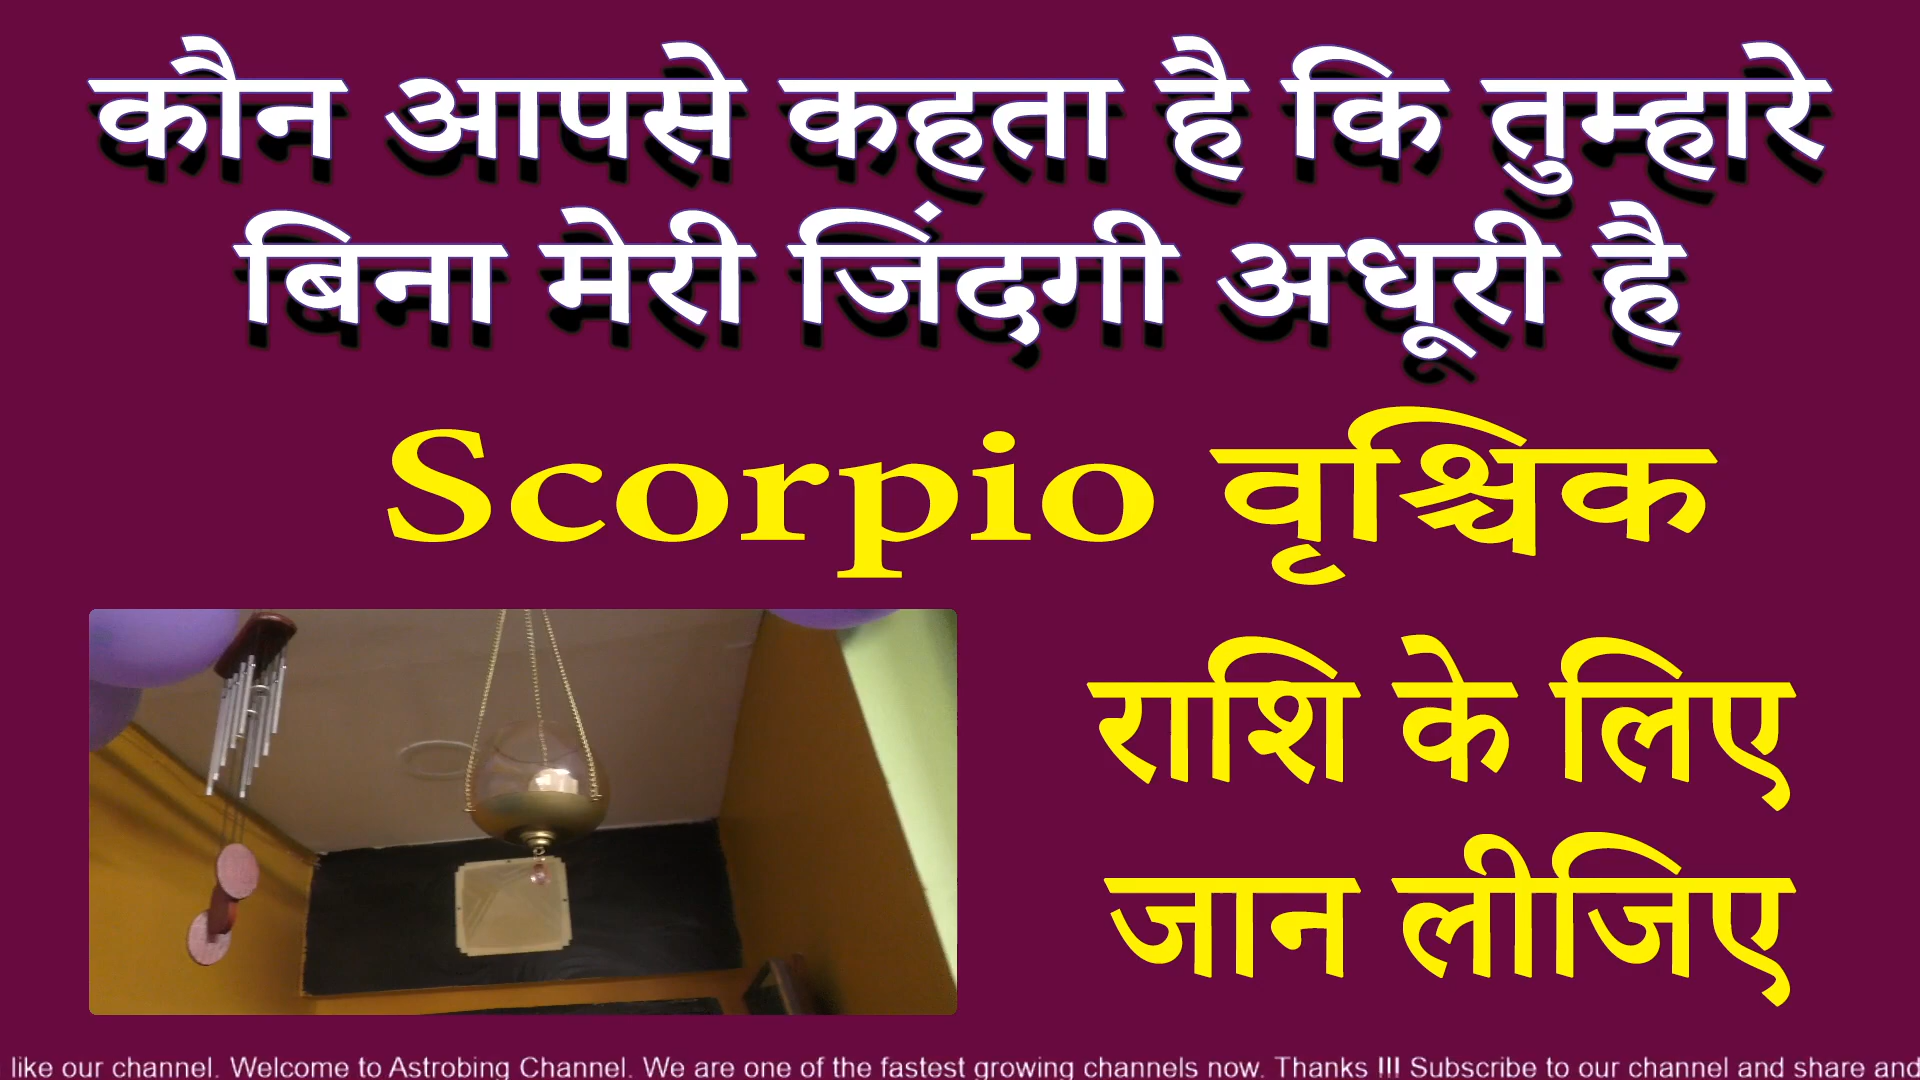 कौन आपसे कहता है कि तुम्हारे
बिना मेरी जिंदगी अधूरी है
Scorpio वृश्चिक
राशि के लिए
जान लीजिए
like our channel. Welcome to Astrobing Channel. We are one of the fastest growing channels now. Thanks !!! Subscribe to our channel and share and